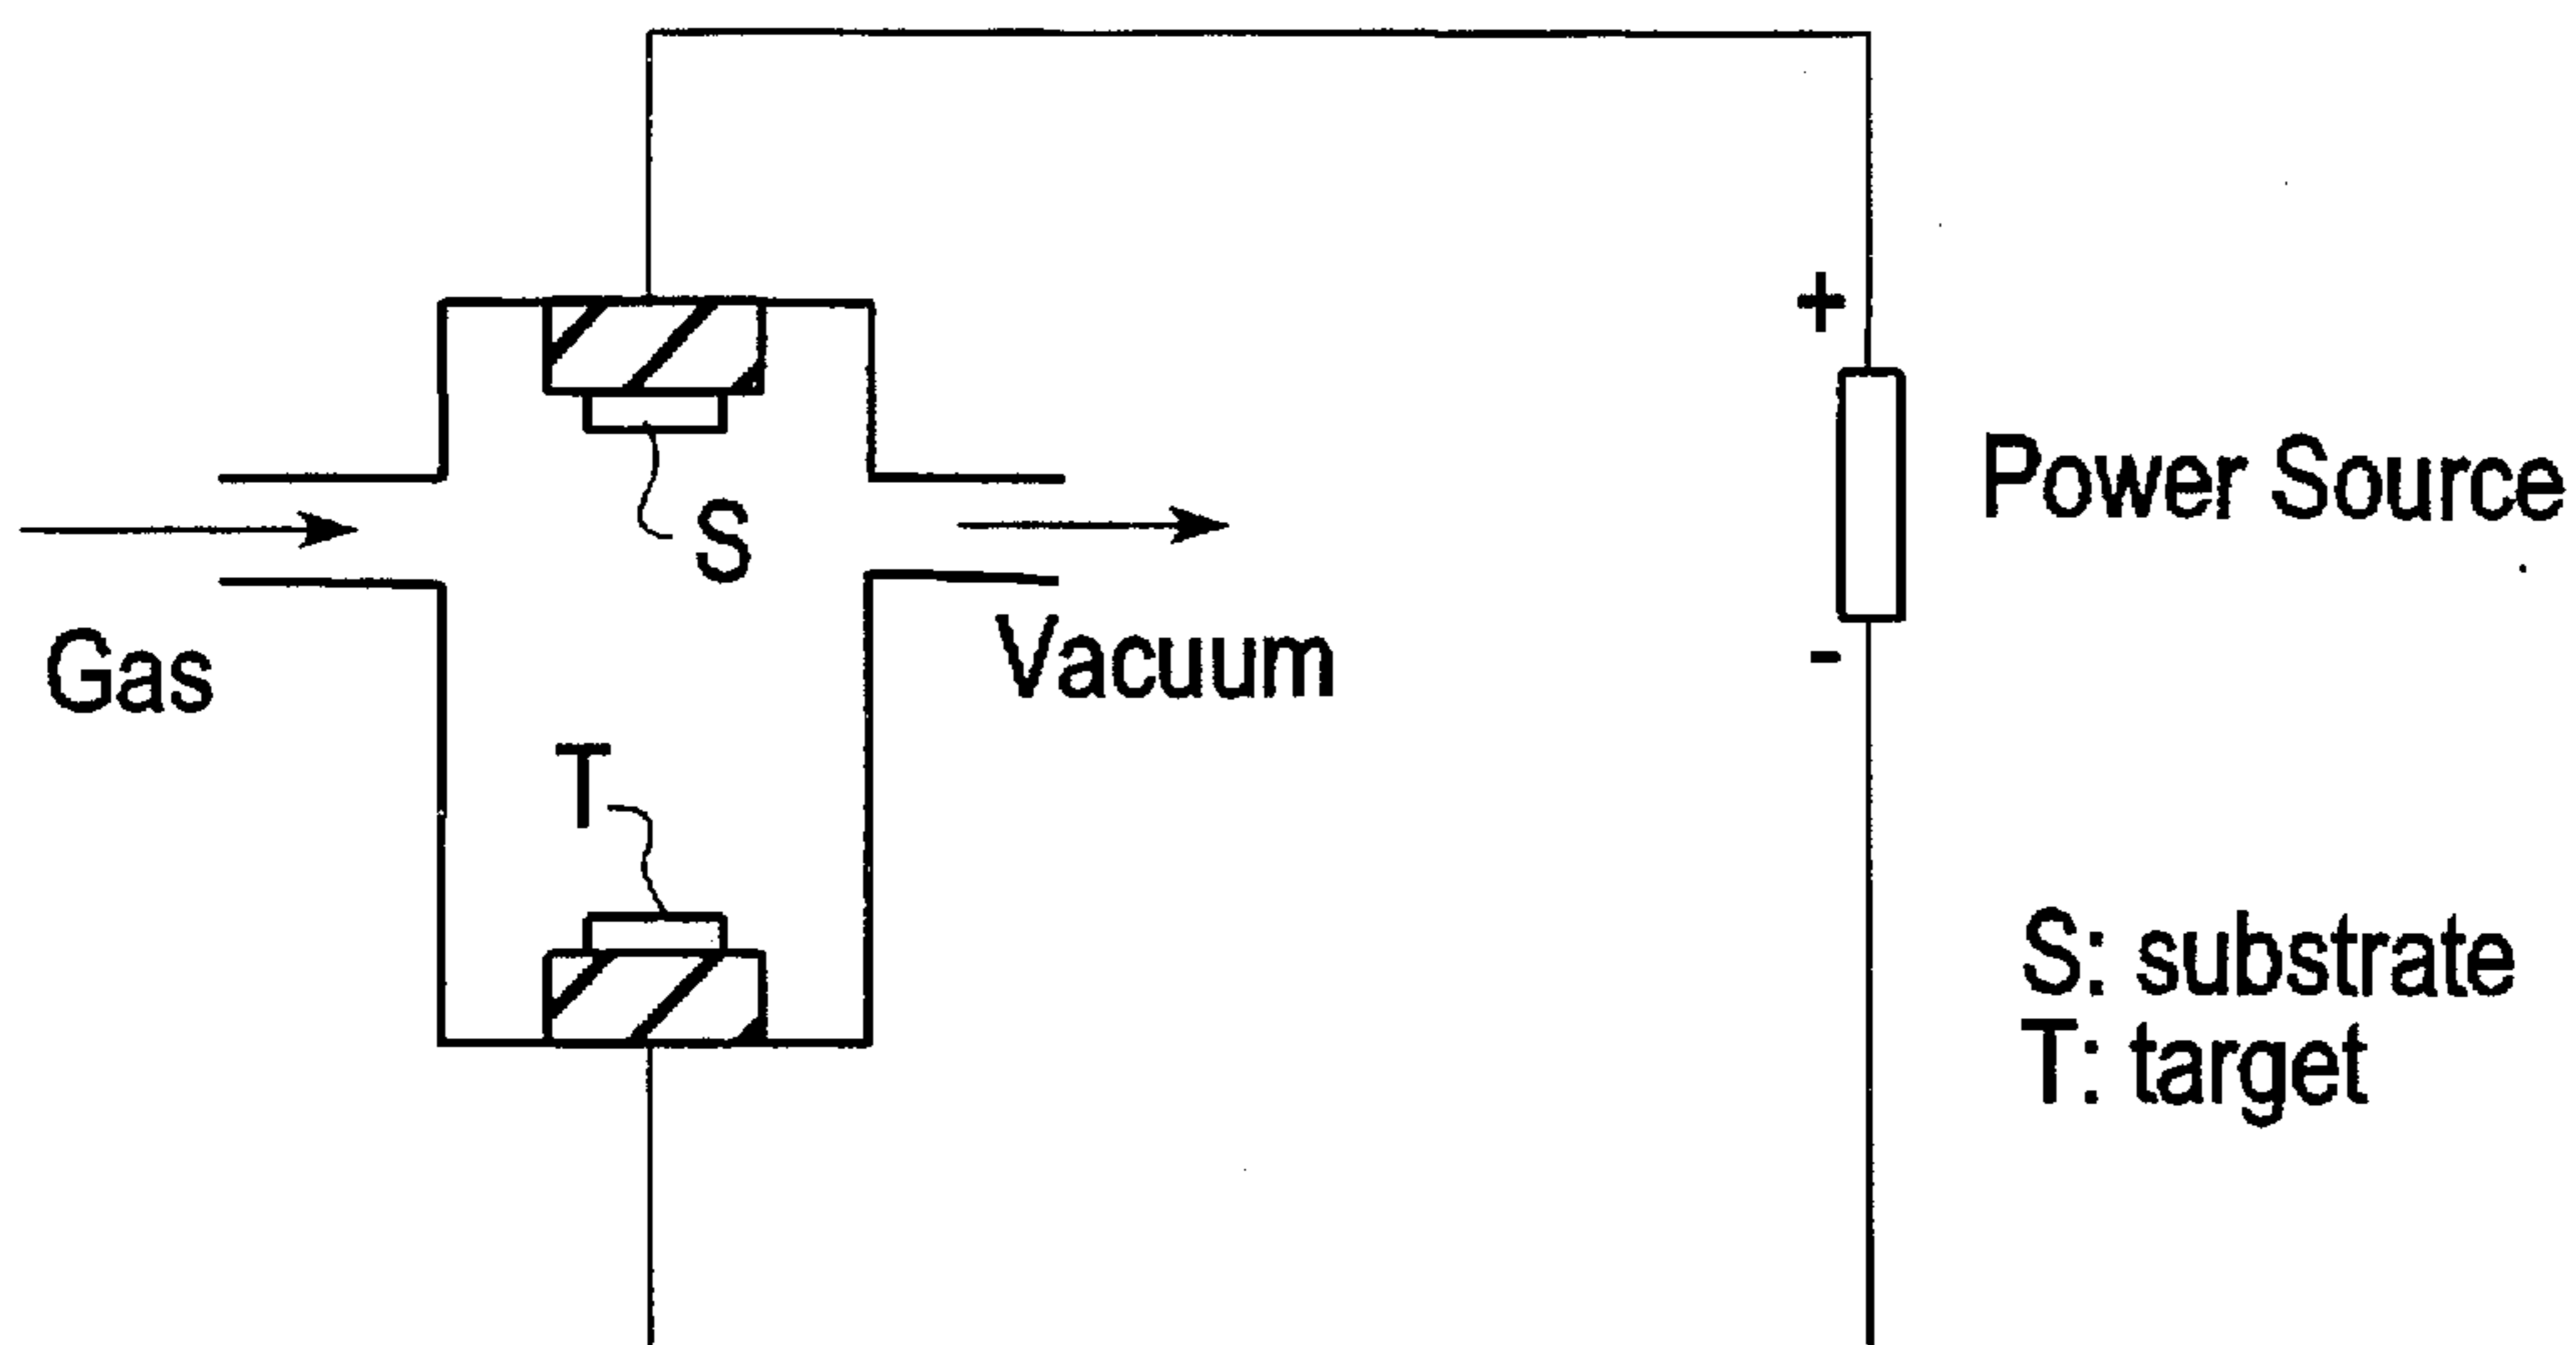 +
Power Source
S
Gas
Vacuum
-
T
S: substrate
T: target